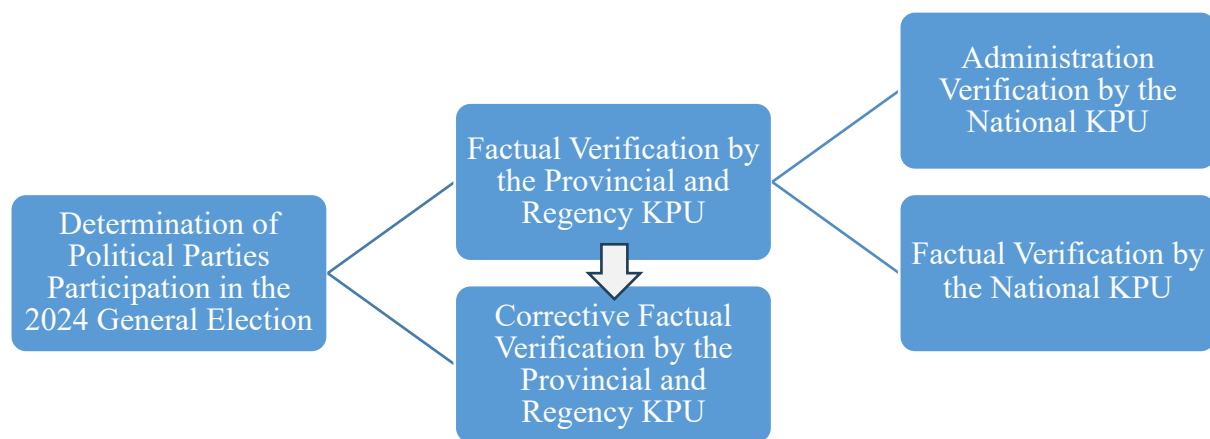 Determination of
Political Parties
Participation in the
2024 General Election
Factual Verification by
the Provincial and
Regency KPU
Corrective Factual
Verification by the
Provincial and
Regency KPU
Administration
Verification by the
National KPU
Factual Verification by
the National KPU